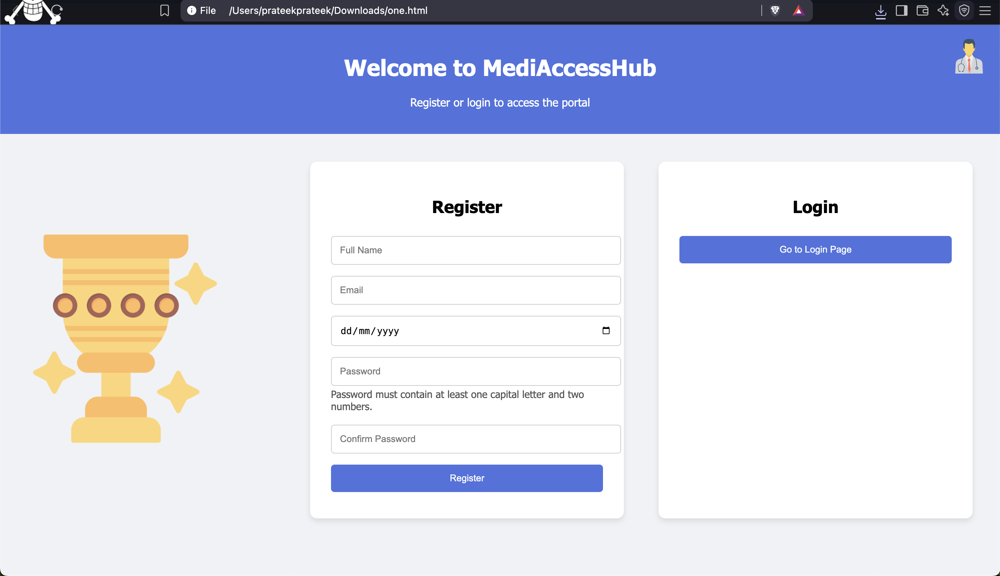 File /Users/prateekprateek/Downloads/one.html
Welcome to MediAccessHub
Register or login to access the portal
Register
Full Name
Email
dd/mm/yyyy
Password
Password must contain at least one capital letter and two
numbers.
Confirm Password
Register
Login
Go to Login Page